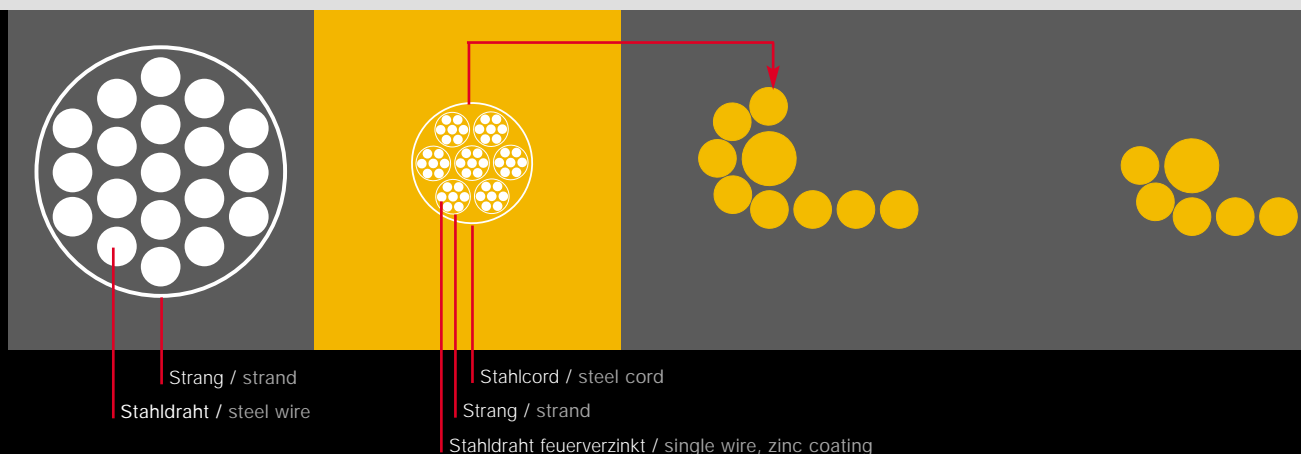 Strang / strand
Stahldraht / steel wire
Stahlcord / steel cord
Strang / strand
Stahldraht feuerverzinkt / single wire, zinc coating